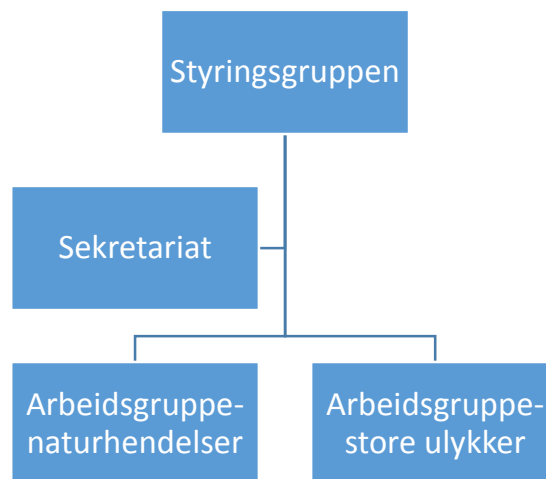 Styringsgruppen
Sekretariat
Arbeidsgruppe-
naturhendelser
Arbeidsgruppe-
store ulykker